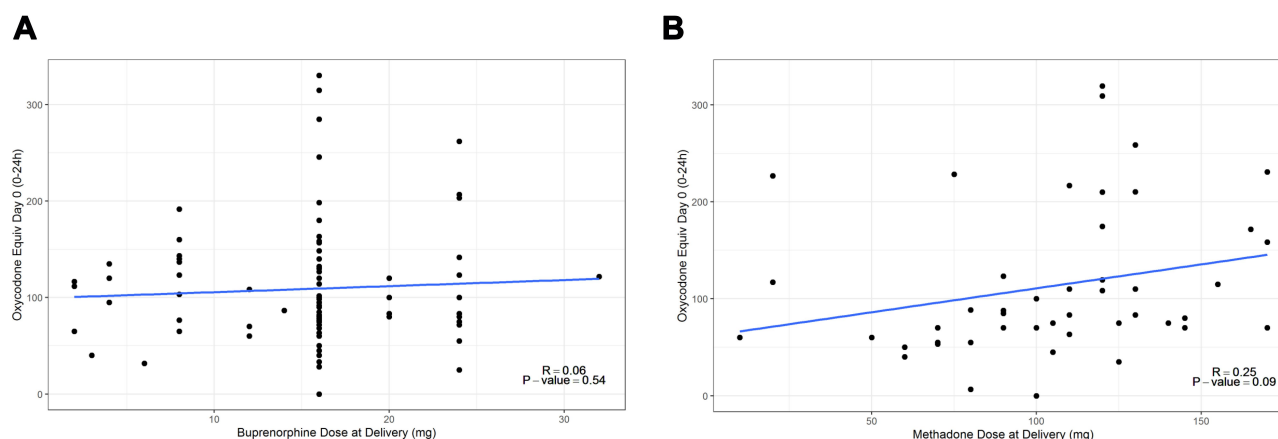 A
Oxycodone Equiv Day 0 (0-24h)
300
200
100
0
R = 0.06
P − value = 0.54
10
20
30
Buprenorphine Dose at Delivery (mg)
B
Oxycodone Equiv Day 0 (0-24h)
300
200
100
0
R = 0.25
P − value = 0.09
50
100
150
Methadone Dose at Delivery (mg)